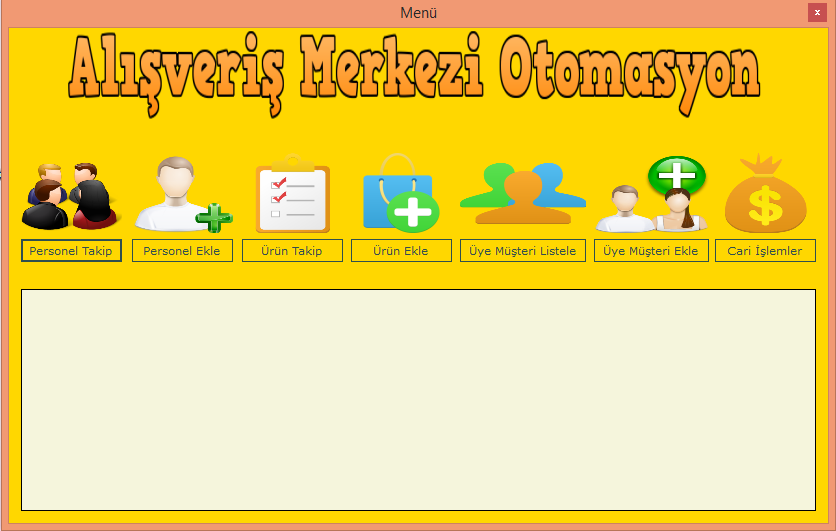 Menü
x
Alışveriş Merkezi Otomasyon
$
Personel Takip
Personel Ekle
Ürün Takip
Ürün Ekle
Üye Müşteri Listele
Üye Müşteri Ekle
Cari İşlemler